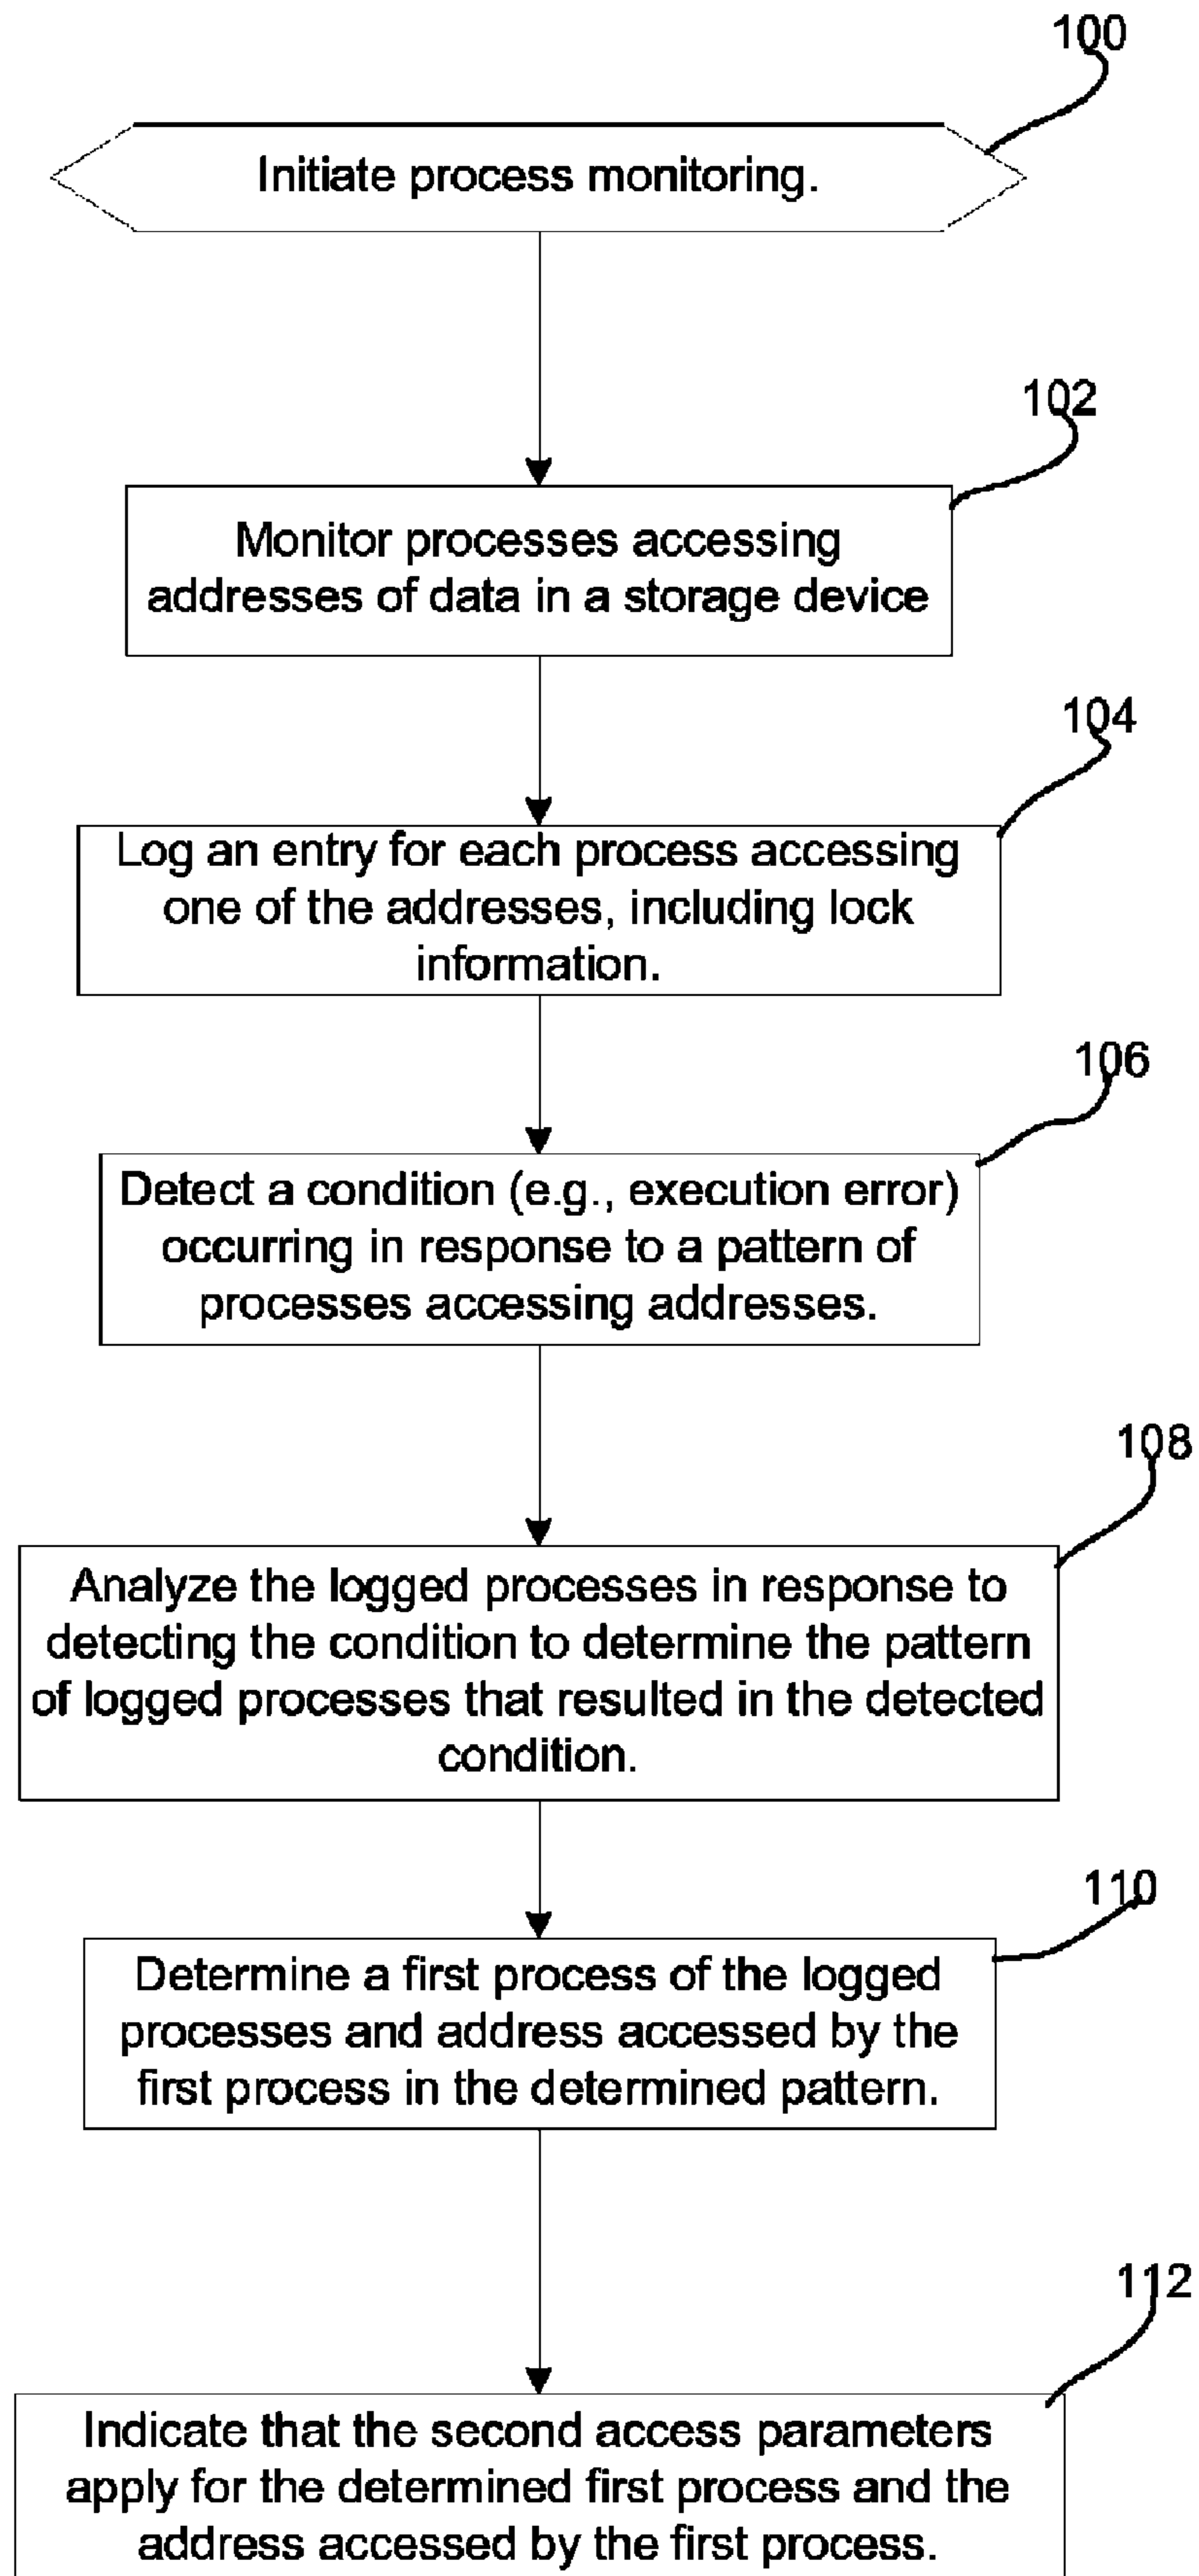 100
Initiate process monitoring.
102
Monitor processes accessing
addresses of data in a storage device
104
Log an entry for each process accessing
one of the addresses, including lock
information.
106
Detect a condition (e.g., execution error)
occurring in response to a pattern of
processes accessing addresses.
108
Analyze the logged processes in response to
detecting the condition to determine the pattern
of logged processes that resulted in the detected
condition.
110
Determine a first process of the logged
processes and address accessed by the
first process in the determined pattern.
112
Indicate that the second access parameters
apply for the determined first process and the
address accessed by the first process.